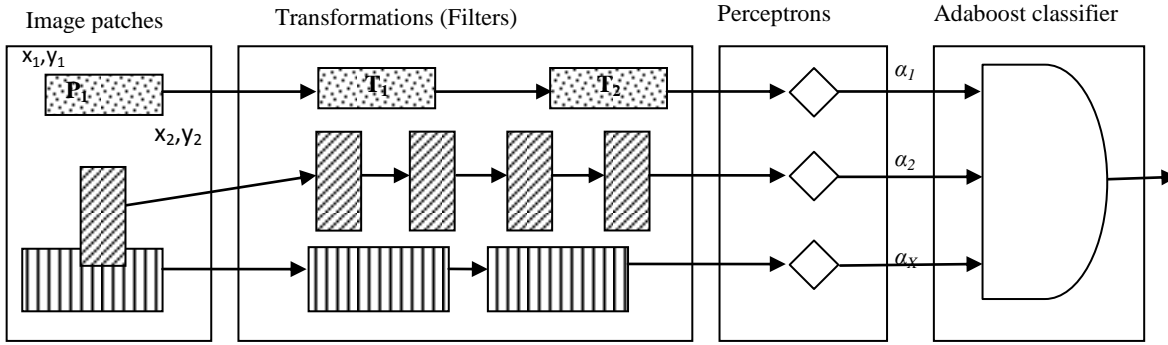 Image patches
Transformations (Filters)
Perceptrons
Adaboost classifier
x₁,y₁
P₁
T₁
T₂
α₁
x₂,y₂
α₂
αX